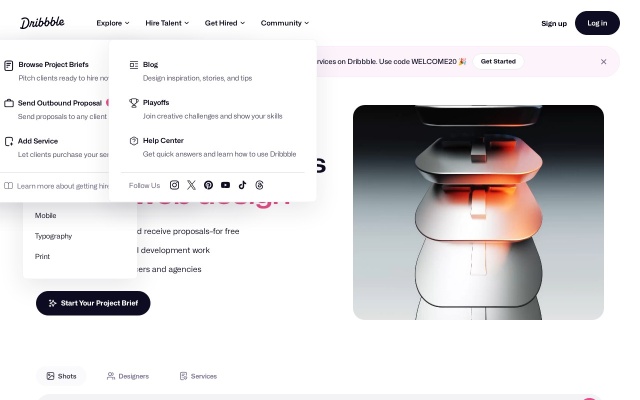 Dribbble
Explore
Hire Talent
Get Hired
Community
Sign up
Log in
rvices on Dribbble. Use code WELCOME20 🎉
Get Started
Browse Project Briefs
Pitch clients ready to hire no
Send Outbound Proposal
Send proposals to any client
Add Service
Let clients purchase your ser
Learn more about getting hire
Blog
Design inspiration, stories, and tips
Playoffs
Join creative challenges and show your skills
Help Center
Get quick answers and learn how to use Dribbble
Follow Us
s
web design
Mobile
Typography
Print
d receive proposals–for free
l development work
ers and agencies
Start Your Project Brief
Shots
Designers
Services